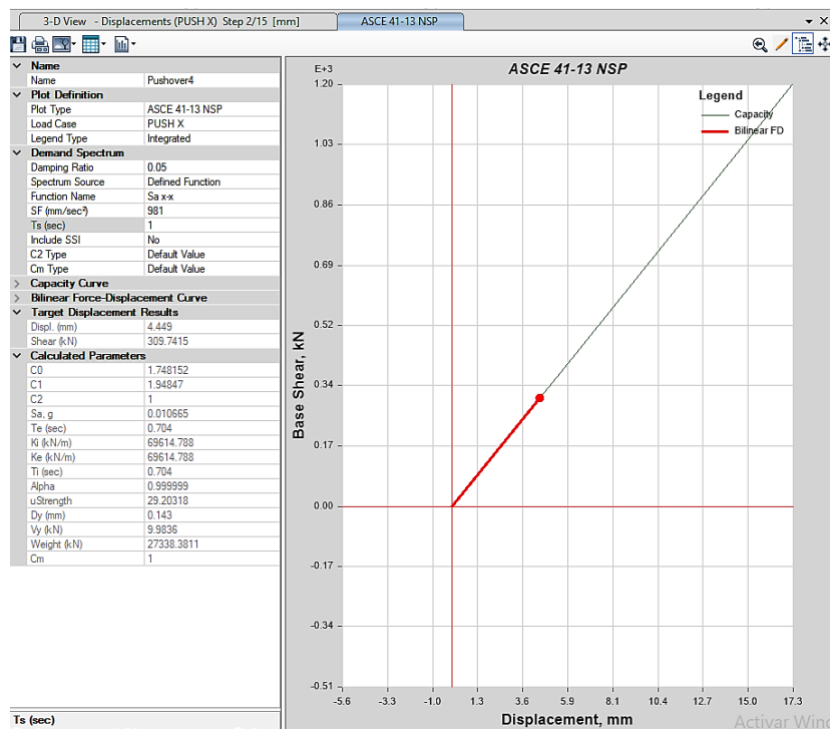 3-D View - Displacements (PUSH X) Step 2/15 [mm]
ASCE 41-13 NSP
Name
Name Pushover4
Plot Definition
Plot Type ASCE 41-13 NSP
Load Case PUSH X
Legend Type Integrated
Demand Spectrum
Damping Ratio 0.05
Spectrum Source Defined Function
Function Name Sa x-x
SF (mm/sec²) 981
Ts (sec) 1
Include SSI No
C2 Type Default Value
Cm Type Default Value
Capacity Curve
Bilinear Force-Displacement Curve
Target Displacement Results
Displ. (mm) 4.449
Shear (kN) 309.7415
Calculated Parameters
C0 1.748152
C1 1.94847
C2 1
Sa, g 0.010665
Te (sec) 0.704
Ki (kN/m) 69614.788
Ke (kN/m) 69614.788
Ti (sec) 0.704
Alpha 0.999999
uStrength 29.20318
Dy (mm) 0.143
Vy (kN) 9.9836
Weight (kN) 27338.3811
Cm 1
Ts (sec)
ASCE 41-13 NSP
E+3
1.20
1.03
0.86
0.69
0.52
0.34
0.17
0.00
-0.17
-0.34
-0.51
Base Shear, kN
Legend
Capacity
Bilinear FD
-5.6 -3.3 -1.0 1.3 3.6 5.9 8.1 10.4 12.7 15.0 17.3
Displacement, mm
Activar Wind